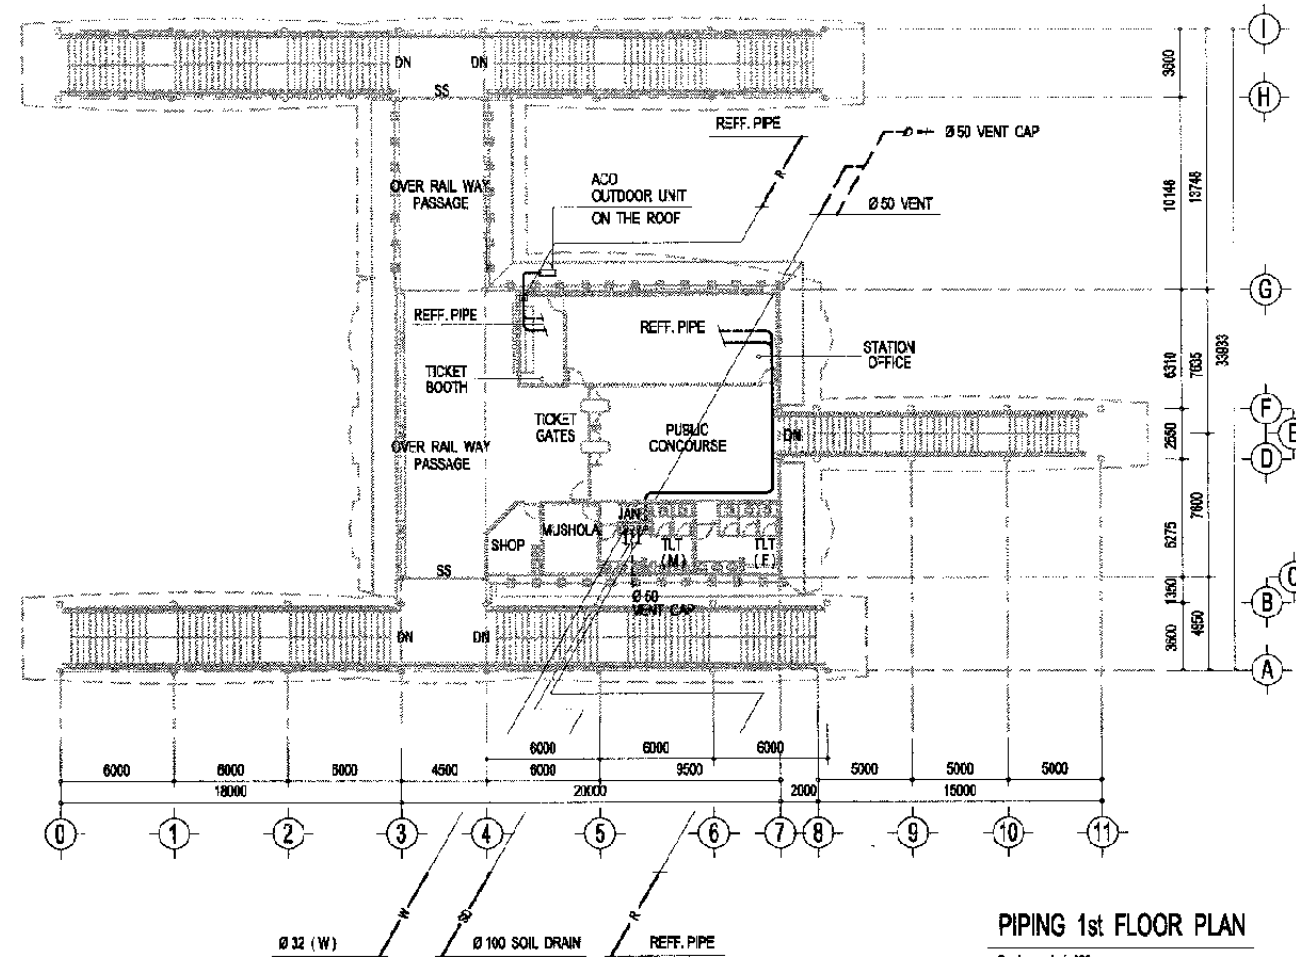 I
DN
DN
3600
SS
H
REFF. PIPE
Ø 50 VENT CAP
R
ACO
OUTDOOR UNIT
ON THE ROOF
OVER RAIL WAY
PASSAGE
10146
13746
Ø 50 VENT
G
REFF. PIPE
REFF. PIPE
STATION
OFFICE
6310
7635
33933
TICKET
BOOTH
TICKET
GATES
PUBLIC
CONCOURSE
DN
F
E
2650
D
OVER RAIL WAY
PASSAGE
7600
JAN
MUSHOLA
SHOP
TLT
(M)
TLT
(F)
6275
SS
C
Ø 50
VENT CAP
1350
B
DN
DN
3600
4950
A
6000
6000
6000
6000
6000
6000
4500
6000
9500
5000
5000
5000
18000
20000
2000
15000
0
1
2
3
4
5
6
7
8
9
10
11
W
SD
R
Ø 32 (W)
Ø 100 SOIL DRAIN
REFF. PIPE
PIPING 1st FLOOR PLAN